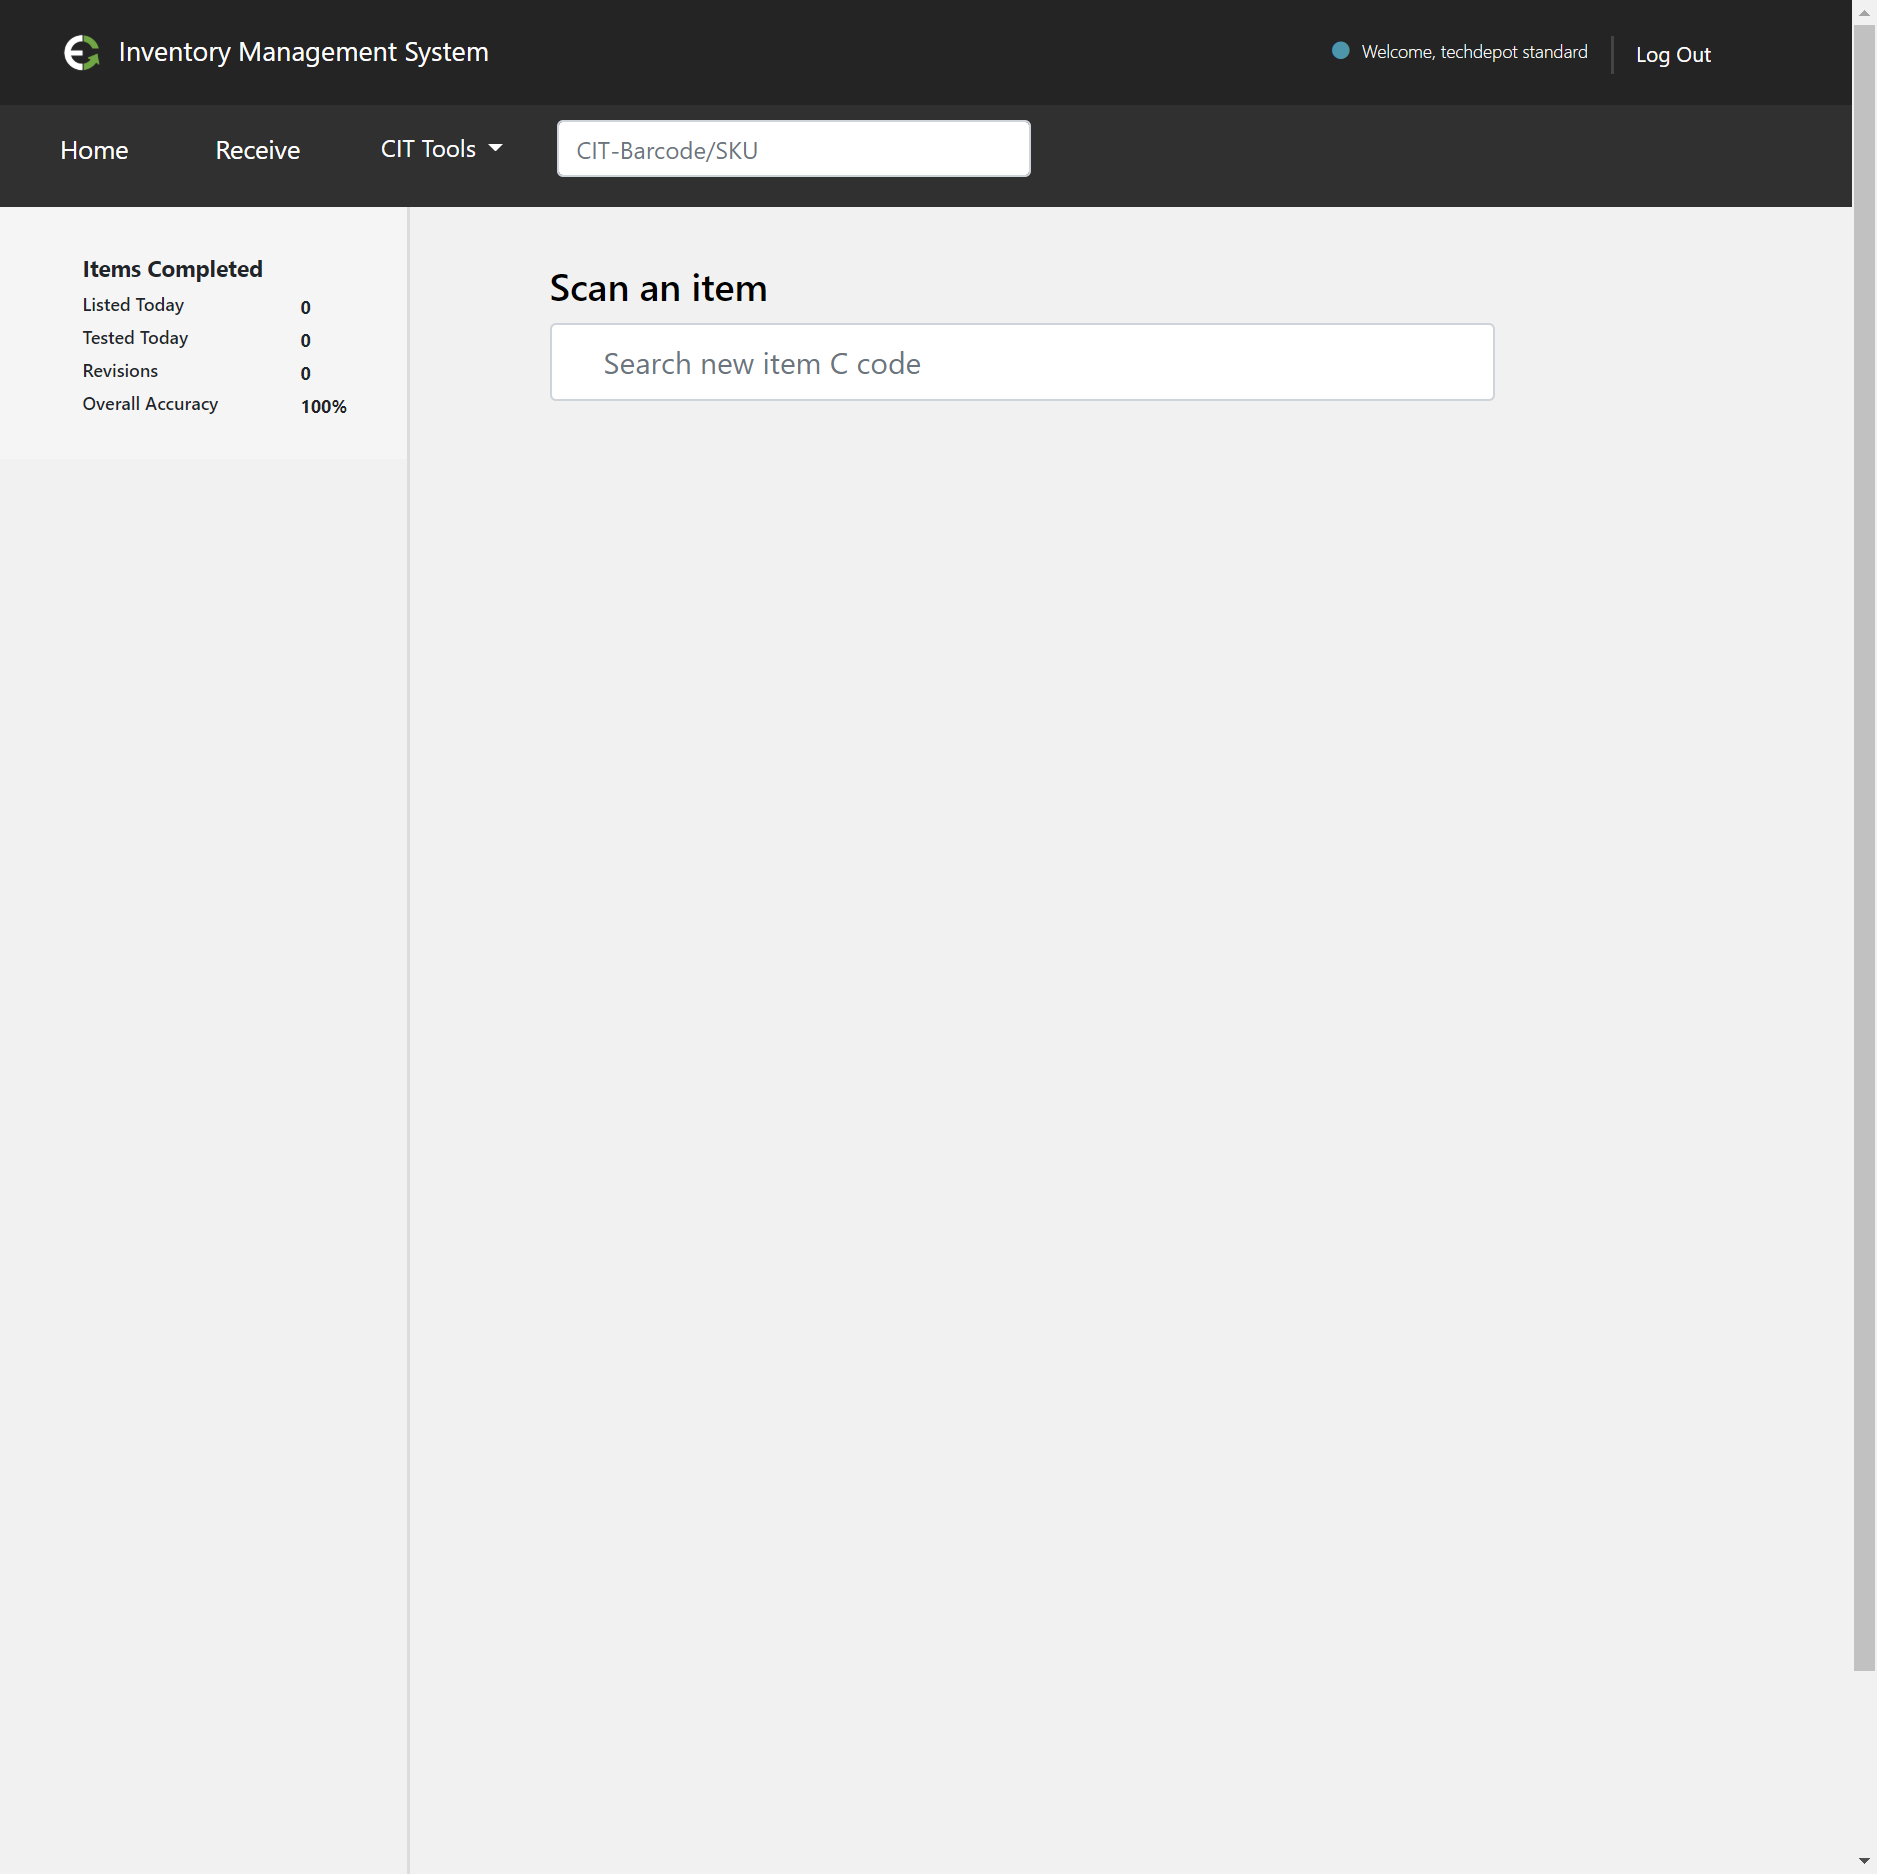 Inventory Management System
Welcome, techdepot standard
Log Out
Home
Receive
CIT Tools
CIT-Barcode/SKU
Items Completed
Listed Today 0
Tested Today 0
Revisions 0
Overall Accuracy 100%
Scan an item
Search new item C code